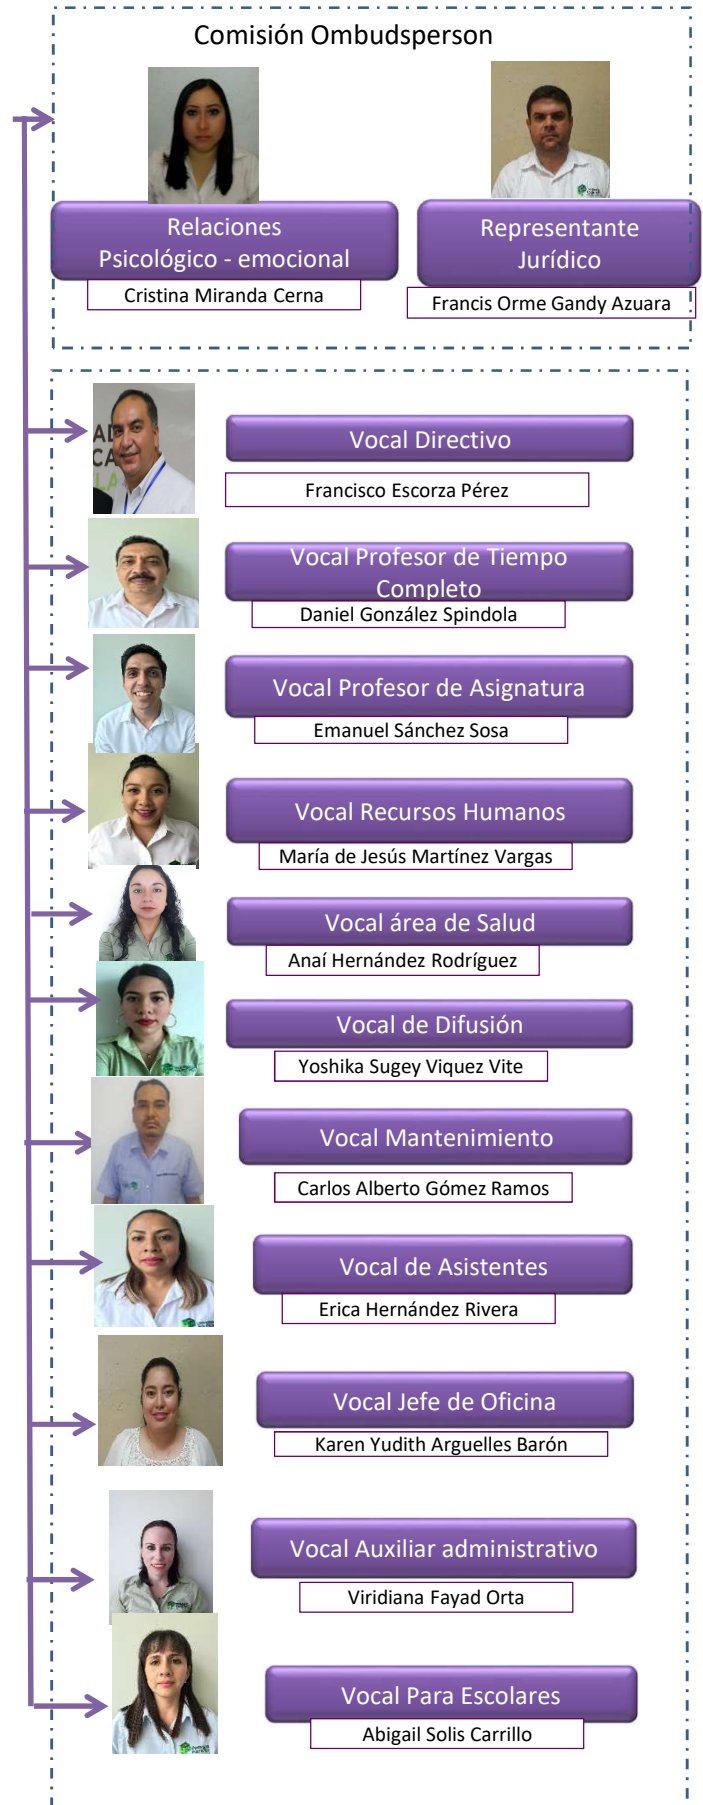 Comisión Ombudsperson
Relaciones
Psicológico - emocional
Cristina Miranda Cerna
Representante
Jurídico
Francis Orme Gandy Azuara
Vocal Directivo
Francisco Escorza Pérez
Vocal Profesor de Tiempo
Completo
Daniel González Spindola
Vocal Profesor de Asignatura
Emanuel Sánchez Sosa
Vocal Recursos Humanos
María de Jesús Martínez Vargas
Vocal área de Salud
Anaí Hernández Rodríguez
Vocal de Difusión
Yoshika Sugey Viquez Vite
Vocal Mantenimiento
Carlos Alberto Gómez Ramos
Vocal de Asistentes
Erica Hernández Rivera
Vocal Jefe de Oficina
Karen Yudith Arguelles Barón
Vocal Auxiliar administrativo
Viridiana Fayad Orta
Vocal Para Escolares
Abigail Solis Carrillo